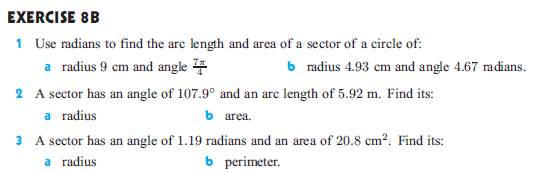 EXERCISE 8B
1 Use radians to find the arc length and area of a sector of a circle of:
a radius 9 cm and angle 7π/4 b radius 4.93 cm and angle 4.67 radians.
2 A sector has an angle of 107.9° and an arc length of 5.92 m. Find its:
a radius b area.
3 A sector has an angle of 1.19 radians and an area of 20.8 cm². Find its:
a radius b perimeter.